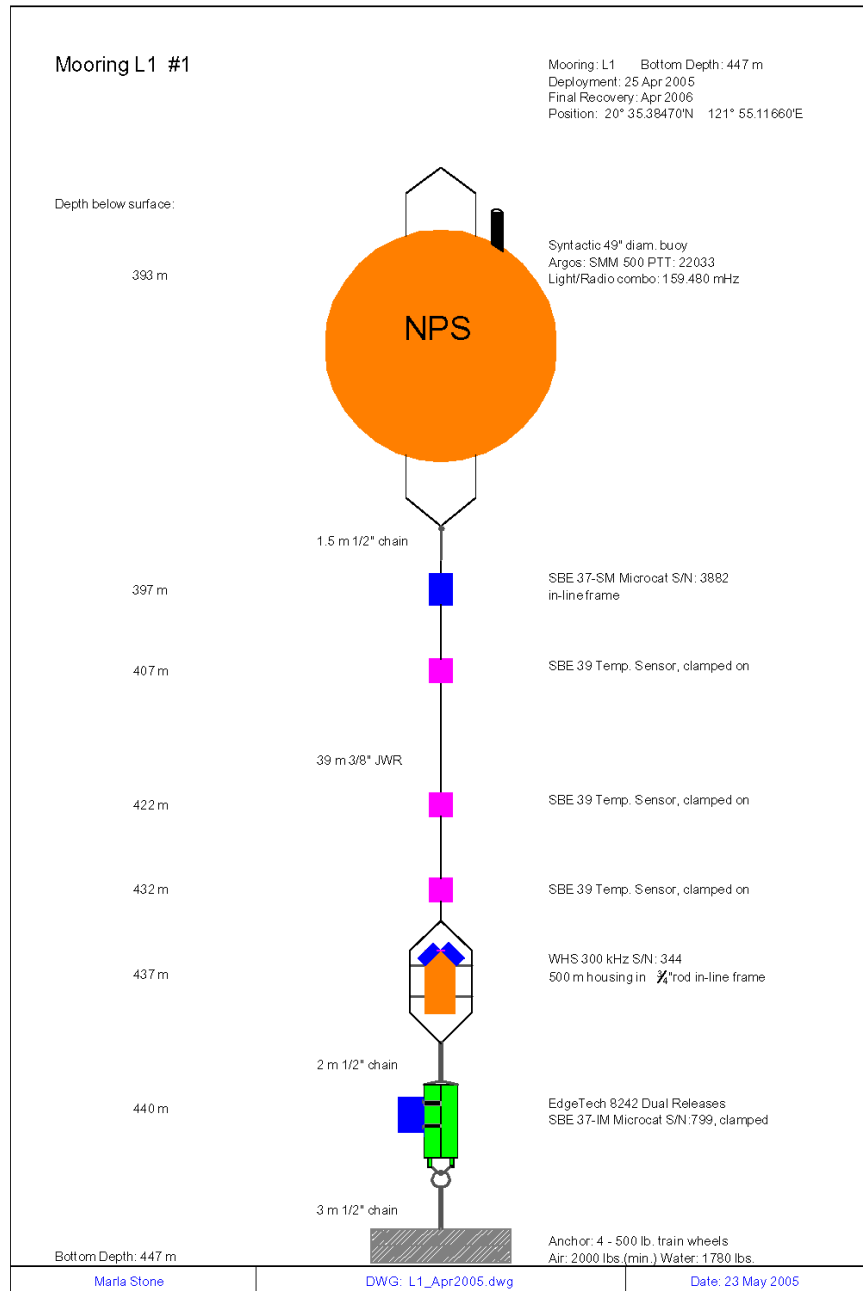 Mooring L1 #1
Mooring: L1 Bottom Depth: 447 m
Deployment: 25 Apr 2005
Final Recovery: Apr 2006
Position: 20° 35.38470'N 121° 55.11660'E
Depth below surface:
Syntactic 49" diam. buoy
393 m
Argos: SMM 500 PTT: 22033
Light/Radio combo: 159.480 mHz
NPS
1.5 m 1/2" chain
SBE 37-SM Microcat S/N: 3882
397 m
in-line frame
407 m
SBE 39 Temp. Sensor, clamped on
39 m 3/8" JWR
422 m
SBE 39 Temp. Sensor, clamped on
432 m
SBE 39 Temp. Sensor, clamped on
WHS 300 kHz S/N: 344
437 m
500 m housing in ¾"rod in-line frame
2 m 1/2" chain
EdgeTech 8242 Dual Releases
440 m
SBE 37-IM Microcat S/N:799, clamped
3 m 1/2" chain
Anchor: 4 - 500 lb. train wheels
Bottom Depth: 447 m
Air: 2000 lbs.(min.) Water: 1780 lbs.
Marla Stone
DWG: L1_Apr2005.dwg
Date: 23 May 2005